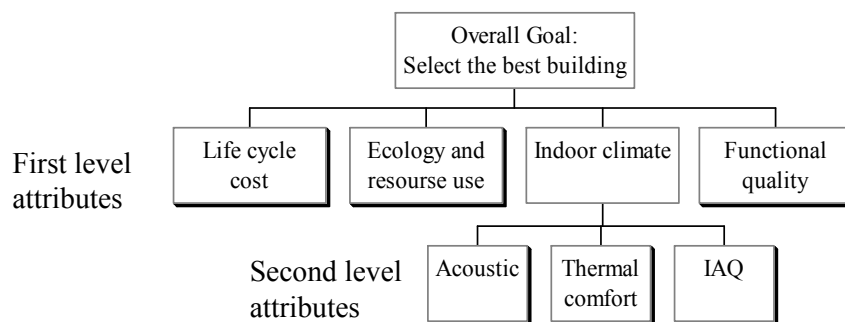 Overall Goal:
Select the best building
First level
attributes
Life cycle
cost
Ecology and
resourse use
Indoor climate
Functional
quality
Second level
attributes
Acoustic
Thermal
comfort
IAQ